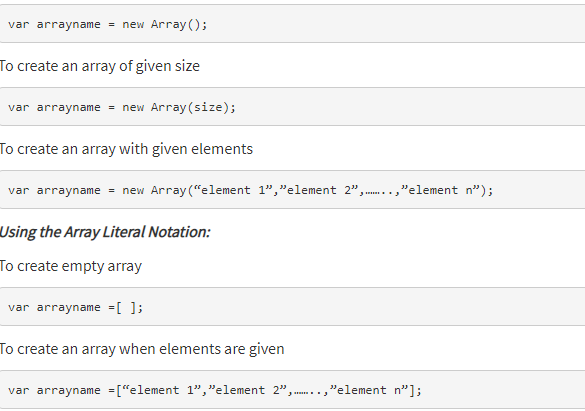 var arrayname = new Array();
To create an array of given size
var arrayname = new Array(size);
To create an array with given elements
var arrayname = new Array(“element 1”,”element 2”,……..,”element n”);
Using the Array Literal Notation:
To create empty array
var arrayname =[ ];
To create an array when elements are given
var arrayname =[“element 1”,”element 2”,……..,”element n”];